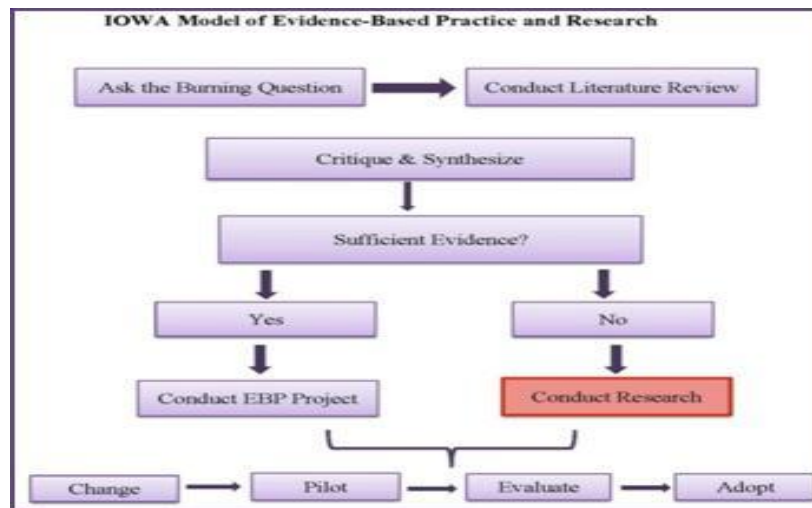 IOWA Model of Evidence-Based Practice and Research
Ask the Burning Question
Conduct Literature Review
Critique & Synthesize
Sufficient Evidence?
Yes
No
Conduct EBP Project
Conduct Research
Change
Pilot
Evaluate
Adopt